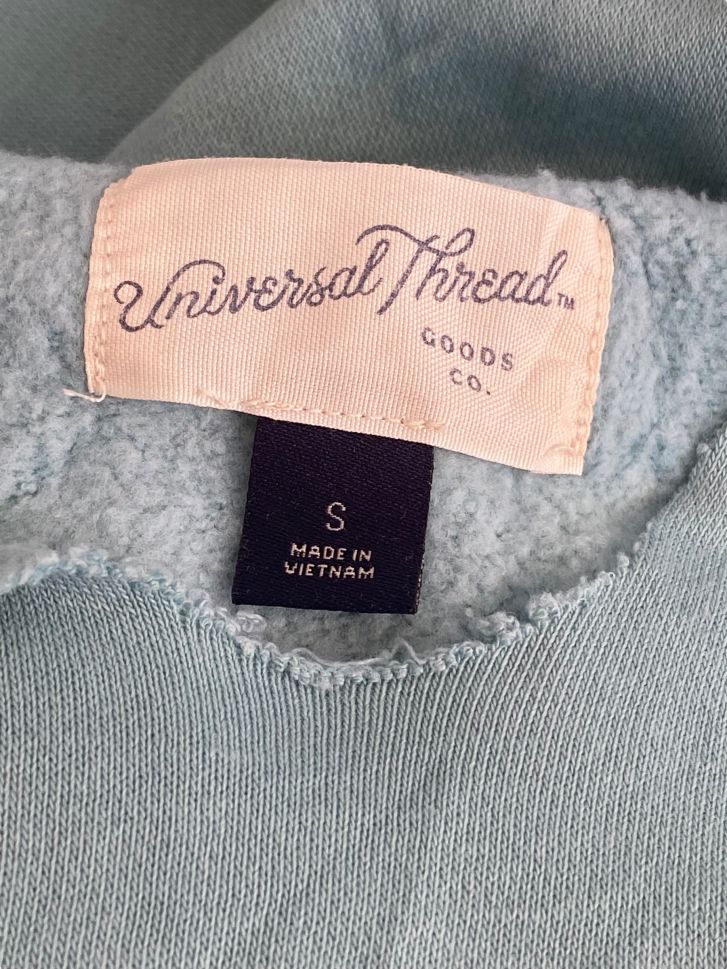 Universal Thread™
GOODS
CO.
S
MADE IN
VIETNAM